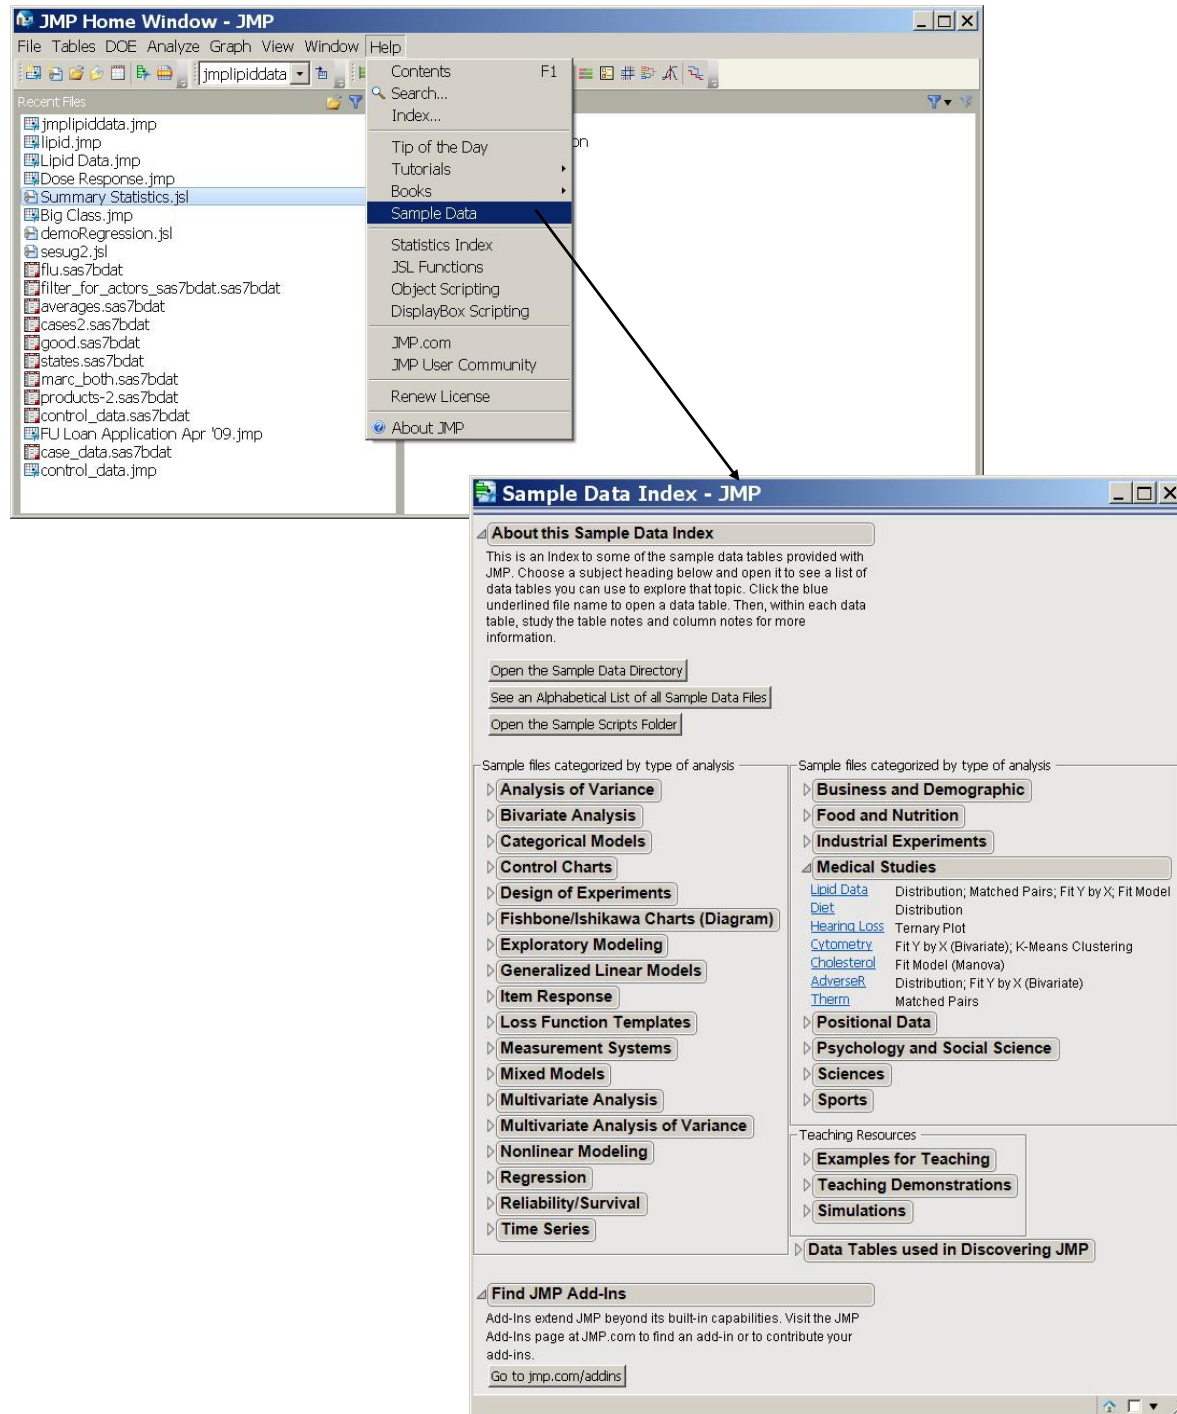 JMP Home Window - JMP
File Tables DOE Analyze Graph View Window Help
jmplipiddata
Recent Files
jmplipiddata.jmp
lipid.jmp
Lipid Data.jmp
Dose Response.jmp
Summary Statistics.jsl
Big Class.jmp
demoRegression.jsl
sesug2.jsl
flu.sas7bdat
filter_for_actors_sas7bdat.sas7bdat
averages.sas7bdat
cases2.sas7bdat
good.sas7bdat
states.sas7bdat
marc_both.sas7bdat
products-2.sas7bdat
control_data.sas7bdat
FU Loan Application Apr '09.jmp
case_data.sas7bdat
control_data.jmp
Contents F1
Search...
Index...
Tip of the Day
Tutorials
Books
Sample Data
Statistics Index
JSL Functions
Object Scripting
DisplayBox Scripting
JMP.com
JMP User Community
Renew License
About JMP
on
Sample Data Index - JMP
About this Sample Data Index
This is an Index to some of the sample data tables provided with
JMP. Choose a subject heading below and open it to see a list of
data tables you can use to explore that topic. Click the blue
underlined file name to open a data table. Then, within each data
table, study the table notes and column notes for more
information.
Open the Sample Data Directory
See an Alphabetical List of all Sample Data Files
Open the Sample Scripts Folder
Sample files categorized by type of analysis
Analysis of Variance
Bivariate Analysis
Categorical Models
Control Charts
Design of Experiments
Fishbone/Ishikawa Charts (Diagram)
Exploratory Modeling
Generalized Linear Models
Item Response
Loss Function Templates
Measurement Systems
Mixed Models
Multivariate Analysis
Multivariate Analysis of Variance
Nonlinear Modeling
Regression
Reliability/Survival
Time Series
Sample files categorized by type of analysis
Business and Demographic
Food and Nutrition
Industrial Experiments
Medical Studies
Lipid Data Distribution; Matched Pairs; Fit Y by X; Fit Model
Diet Distribution
Hearing Loss Ternary Plot
Cytometry Fit Y by X (Bivariate); K-Means Clustering
Cholesterol Fit Model (Manova)
AdverseR Distribution; Fit Y by X (Bivariate)
Therm Matched Pairs
Positional Data
Psychology and Social Science
Sciences
Sports
Teaching Resources
Examples for Teaching
Teaching Demonstrations
Simulations
Data Tables used in Discovering JMP
Find JMP Add-Ins
Add-Ins extend JMP beyond its built-in capabilities. Visit the JMP
Add-Ins page at JMP.com to find an add-in or to contribute your
add-ins.
Go to jmp.com/addins